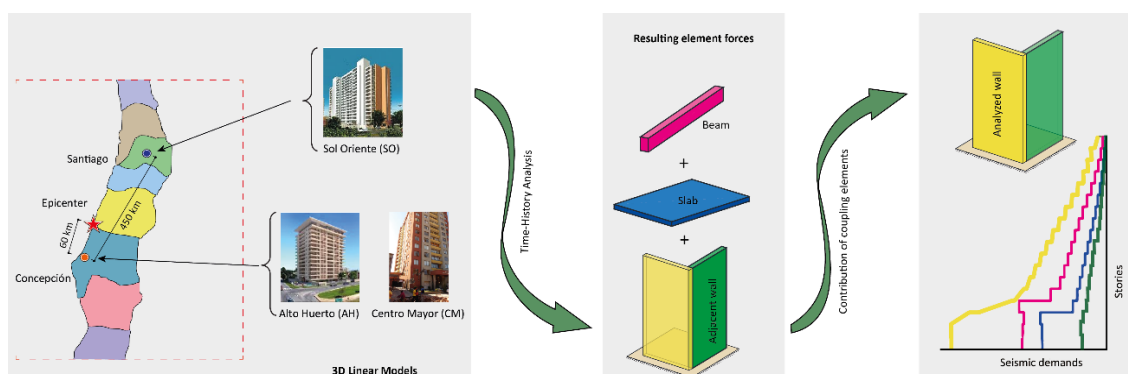 Santiago
Epicenter
450 km
60 km
Concepción
Sol Oriente (SO)
Alto Huerto (AH)
Centro Mayor (CM)
3D Linear Models
Time-History Analysis
Resulting element forces
Beam
+
Slab
+
Adjacent wall
Contribution of coupling elements
Analyzed wall
Stories
Seismic demands